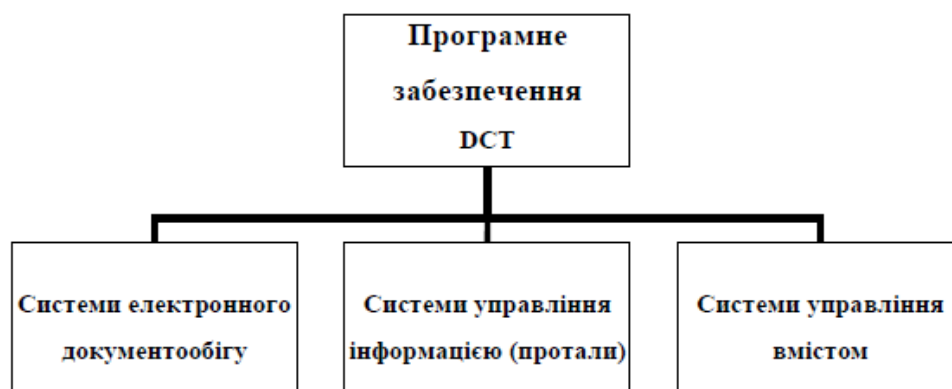 Програмне
забезпечення
DCT
Системи електронного
документообігу
Системи управління
інформацією (протали)
Системи управління
вмістом